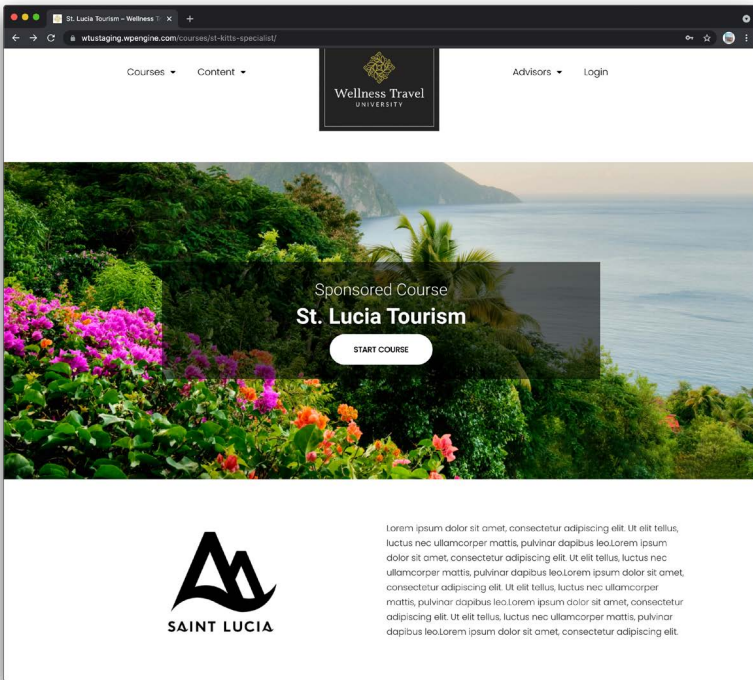 St. Lucia Tourism – Wellness Tr
wtustaging.wpengine.com/courses/st-kitts-specialist/
Courses
Content
Wellness Travel
UNIVERSITY
Advisors
Login
Sponsored Course
St. Lucia Tourism
START COURSE
SAINT LUCIA
Lorem ipsum dolor sit amet, consectetur adipiscing elit. Ut elit tellus,
luctus nec ullamcorper mattis, pulvinar dapibus leo.Lorem ipsum
dolor sit amet, consectetur adipiscing elit. Ut elit tellus, luctus nec
ullamcorper mattis, pulvinar dapibus leo.Lorem ipsum dolor sit amet,
consectetur adipiscing elit. Ut elit tellus, luctus nec ullamcorper
mattis, pulvinar dapibus leo.Lorem ipsum dolor sit amet, consectetur
adipiscing elit. Ut elit tellus, luctus nec ullamcorper mattis, pulvinar
dapibus leo.Lorem ipsum dolor sit amet, consectetur adipiscing elit.